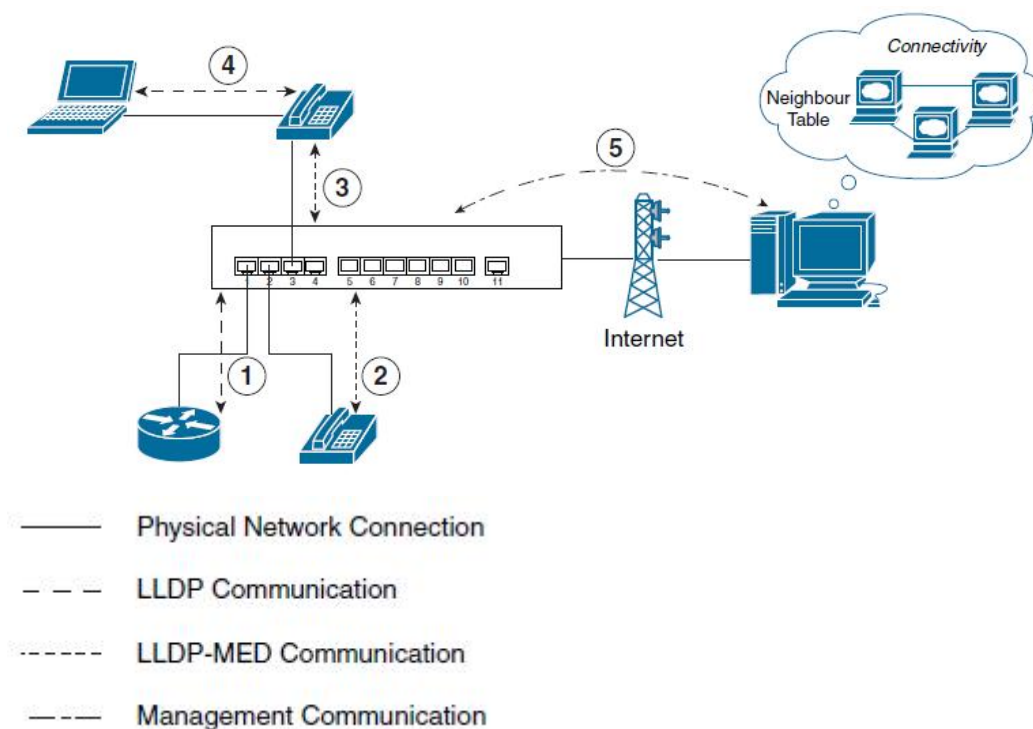 Connectivity
Neighbour
Table
4
5
3
1 2 3 4 5 6 7 8 9 10 11
Internet
1
2
Physical Network Connection
LLDP Communication
LLDP-MED Communication
Management Communication